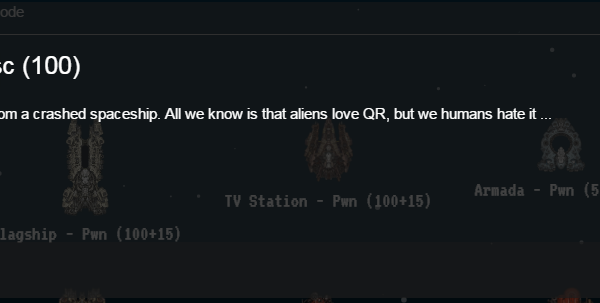 ode
sc (100)
om a crashed spaceship. All we know is that aliens love QR, but we humans hate it ...
Armada - Pwn (5
TV Station - Pwn (100+15)
lagship - Pwn (100+15)